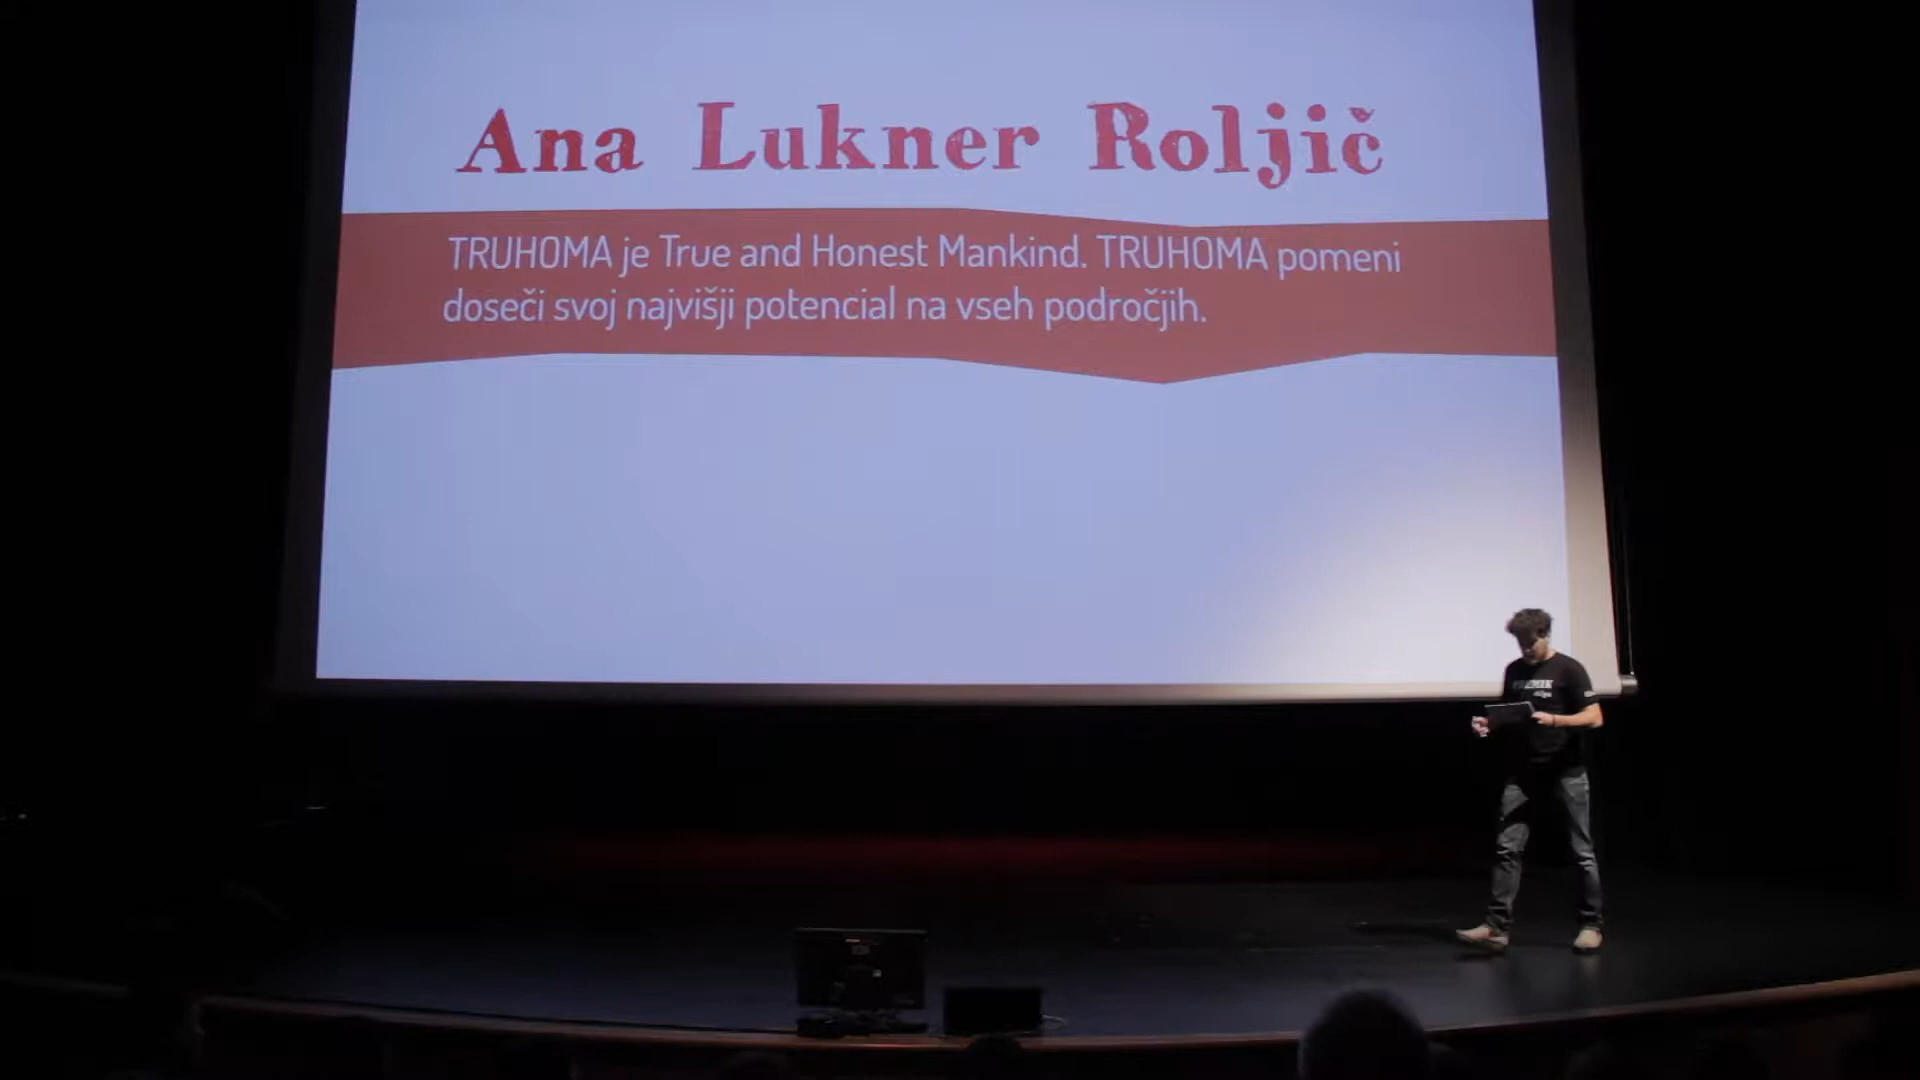 Ana Lukner Roljič
TRUHOMA je True and Honest Mankind. TRUHOMA pomeni
doseči svoj najvišji potencial na vseh področjih.